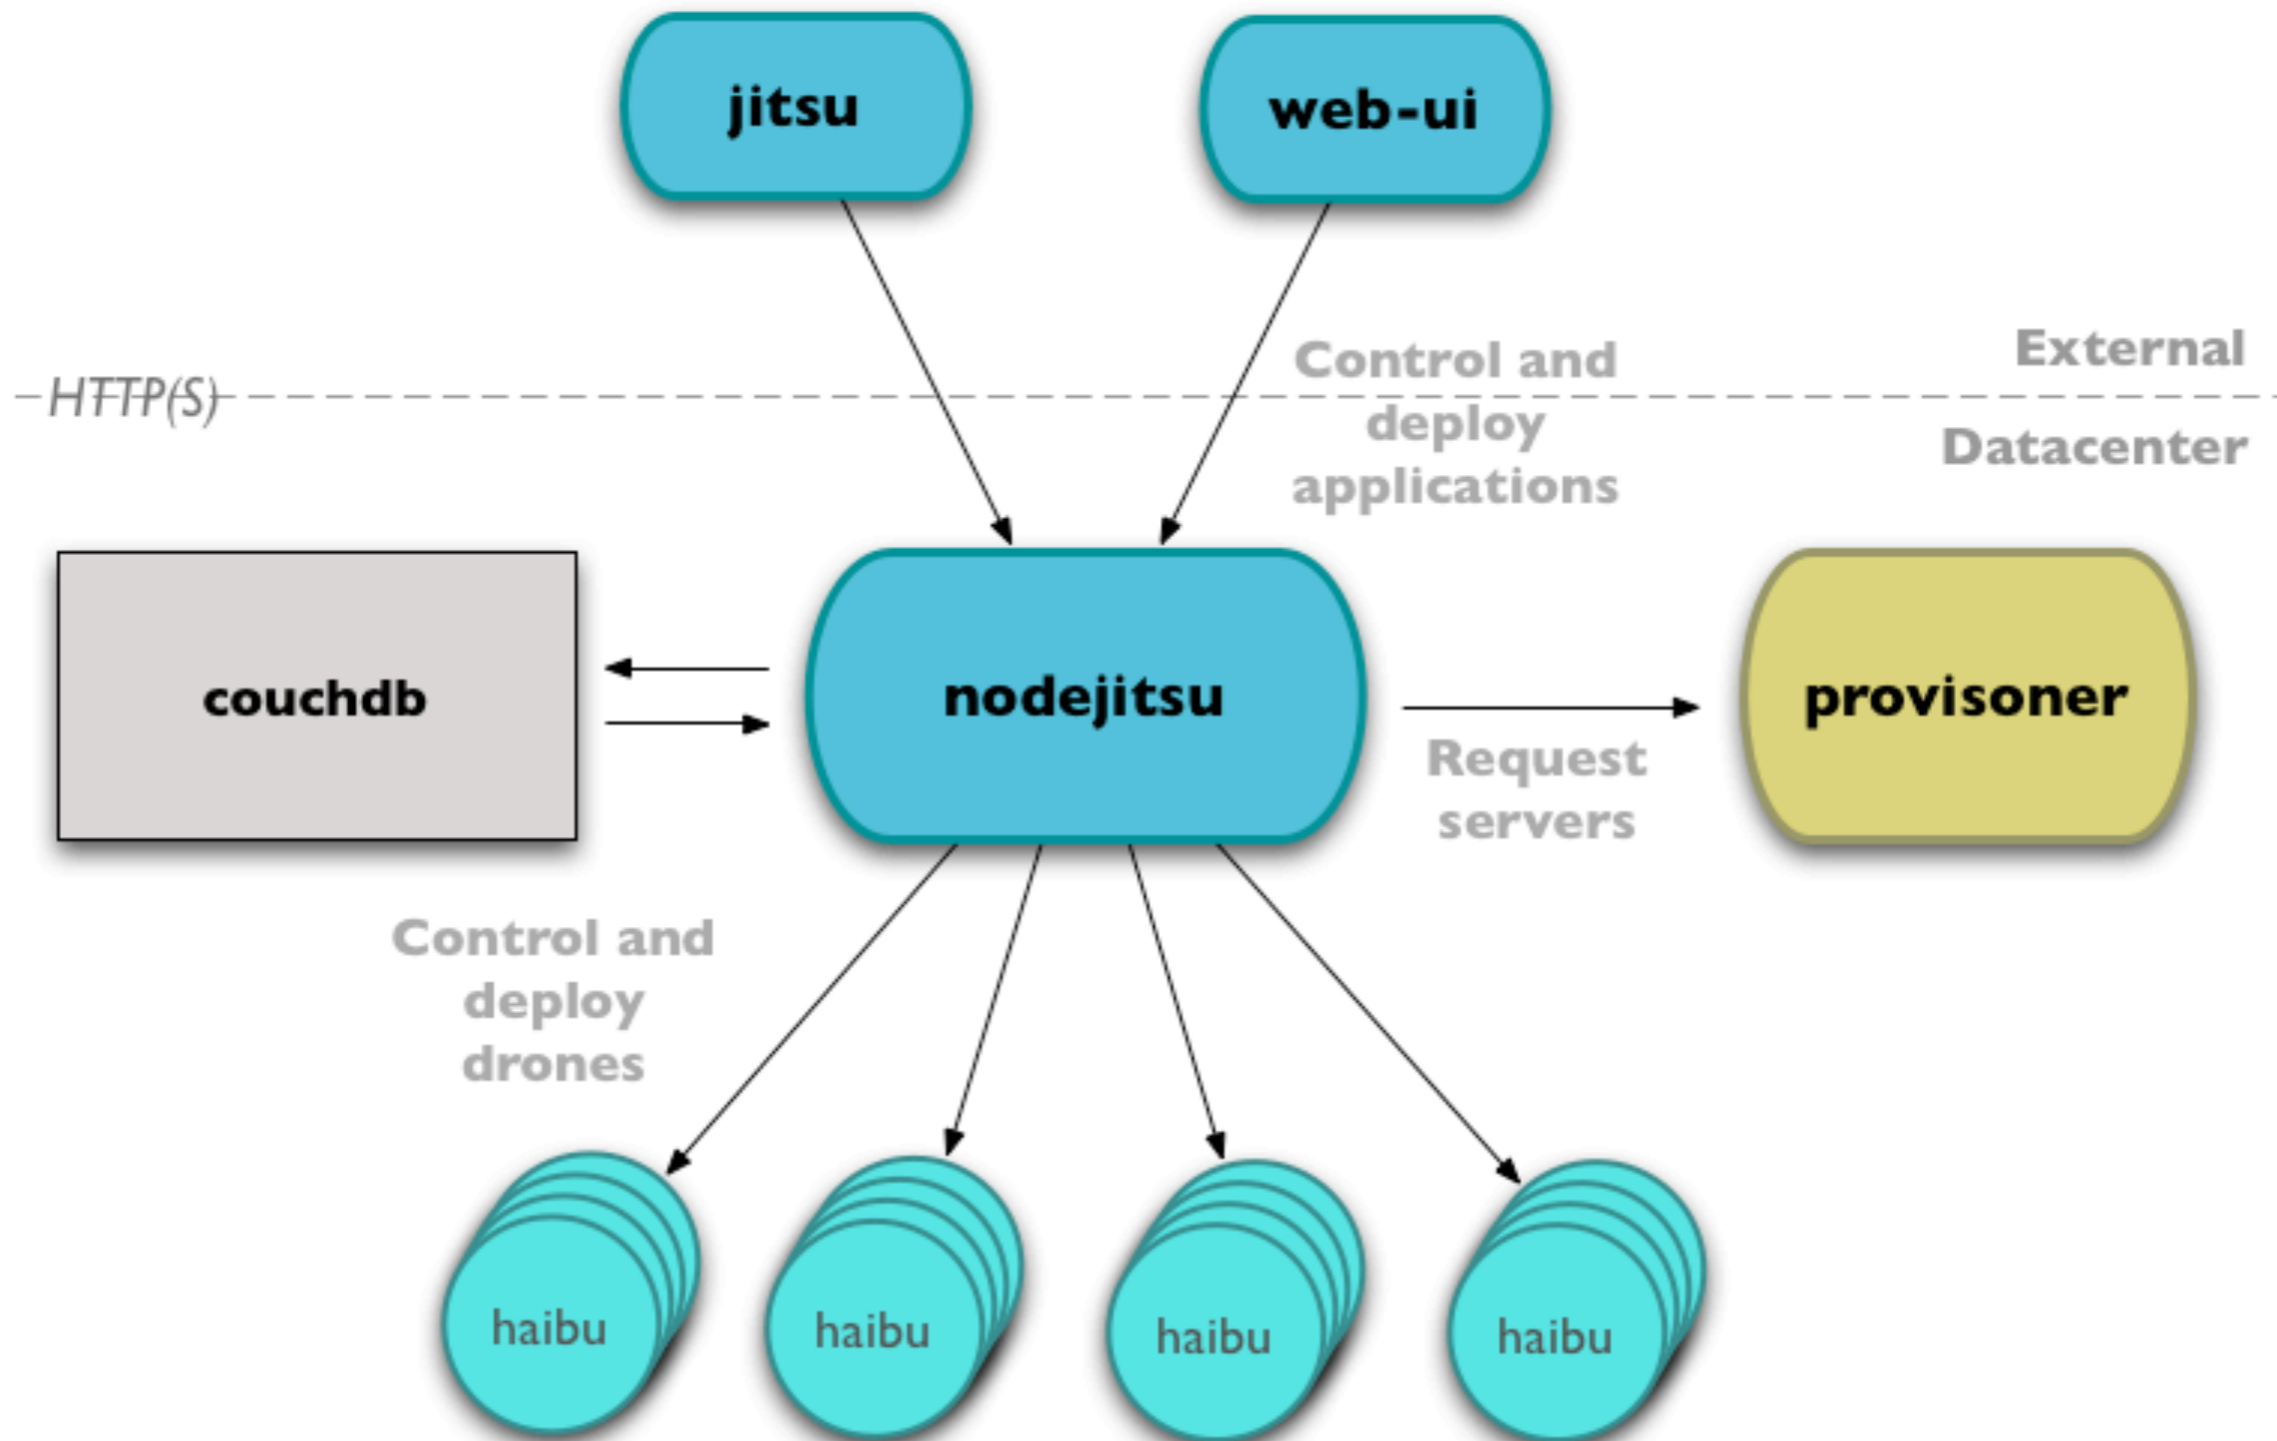 jitsu
web-ui
Control and
External
HTTP(S)
deploy
Datacenter
applications
couchdb
nodejitsu
provisoner
Request
servers
Control and
deploy
drones
haibu
haibu
haibu
haibu